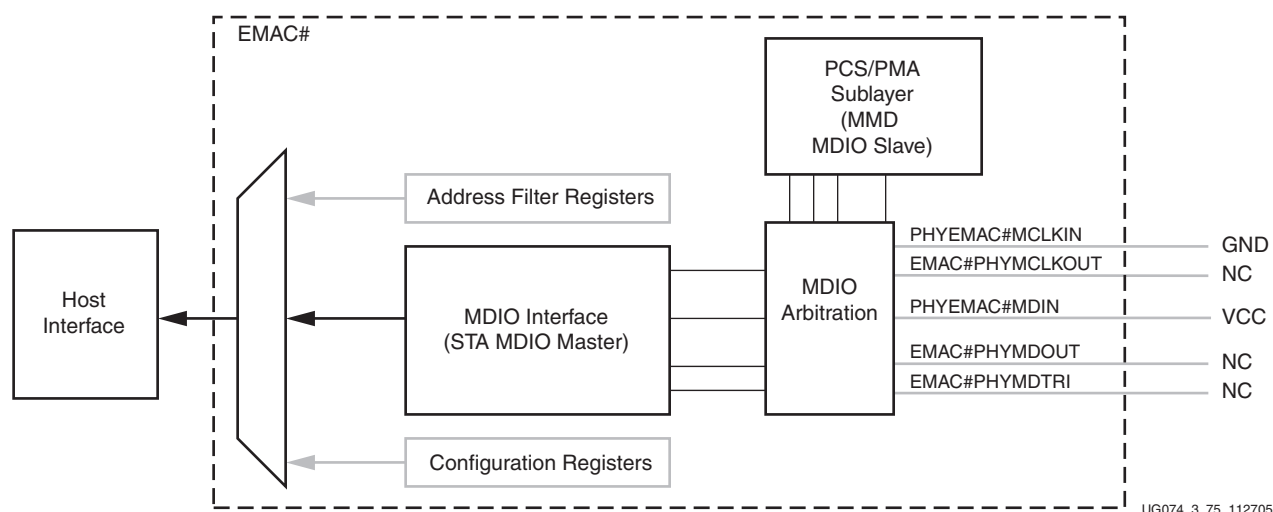 EMAC#
PCS/PMA
Sublayer
(MMD
MDIO Slave)
Address Filter Registers
PHYEMAC#MCLKIN
GND
EMAC#PHYMCLKOUT
NC
Host
Interface
MDIO Interface
(STA MDIO Master)
MDIO
Arbitration
PHYEMAC#MDIN
VCC
EMAC#PHYMDOUT
NC
EMAC#PHYMDTRI
NC
Configuration Registers
UG074_3_75_112705